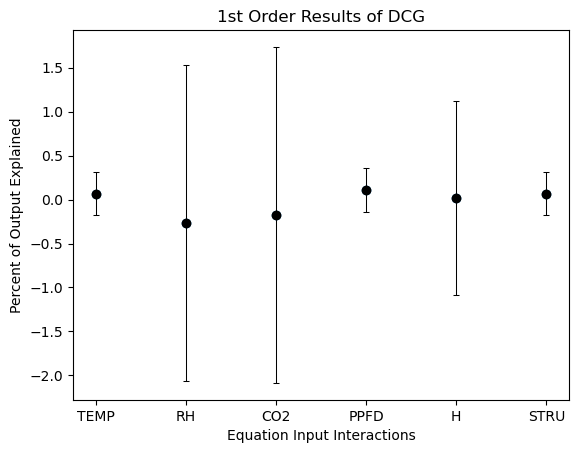 1st Order Results of DCG
Percent of Output Explained
1.5
1.0
0.5
0.0
−0.5
−1.0
−1.5
−2.0
TEMP RH CO2 PPFD H STRU
Equation Input Interactions